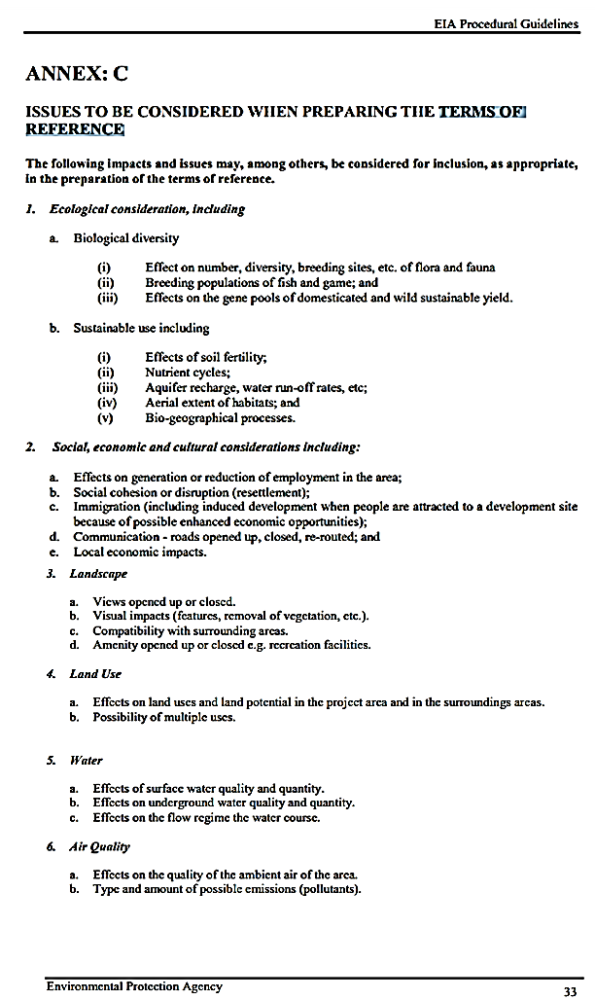 EIA Procedural Guidelines
ANNEX: C
ISSUES TO BE CONSIDERED WHEN PREPARING THE TERMS OF
REFERENCE
The following impacts and issues may, among others, be considered for inclusion, as appropriate,
in the preparation of the terms of reference.
1. Ecological consideration, including
a. Biological diversity
(i) Effect on number, diversity, breeding sites, etc. of flora and fauna
(ii) Breeding populations of fish and game; and
(iii) Effects on the gene pools of domesticated and wild sustainable yield.
b. Sustainable use including
(i) Effects of soil fertility;
(ii) Nutrient cycles;
(iii) Aquifer recharge, water run-off rates, etc;
(iv) Aerial extent of habitats; and
(v) Bio-geographical processes.
2. Social, economic and cultural considerations including:
a. Effects on generation or reduction of employment in the area;
b. Social cohesion or disruption (resettlement);
c. Immigration (including induced development when people are attracted to a development site
because of possible enhanced economic opportunities);
d. Communication - roads opened up, closed, re-routed; and
e. Local economic impacts.
3. Landscape
a. Views opened up or closed.
b. Visual impacts (features, removal of vegetation, etc.).
c. Compatibility with surrounding areas.
d. Amenity opened up or closed e.g. recreation facilities.
4. Land Use
a. Effects on land uses and land potential in the project area and in the surroundings areas.
b. Possibility of multiple uses.
5. Water
a. Effects of surface water quality and quantity.
b. Effects on underground water quality and quantity.
c. Effects on the flow regime the water course.
6. Air Quality
a. Effects on the quality of the ambient air of the area.
b. Type and amount of possible emissions (pollutants).
Environmental Protection Agency
33